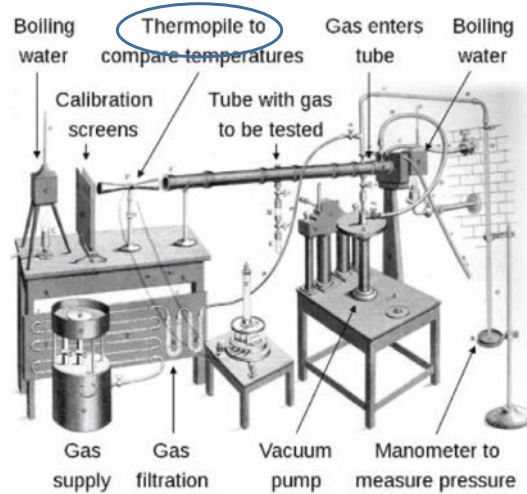 Boiling
water
Thermopile to
compare temperatures
Gas enters
tube
Boiling
water
Calibration
screens
Tube with gas
to be tested
Gas
supply
Gas
filtration
Vacuum
pump
Manometer to
measure pressure